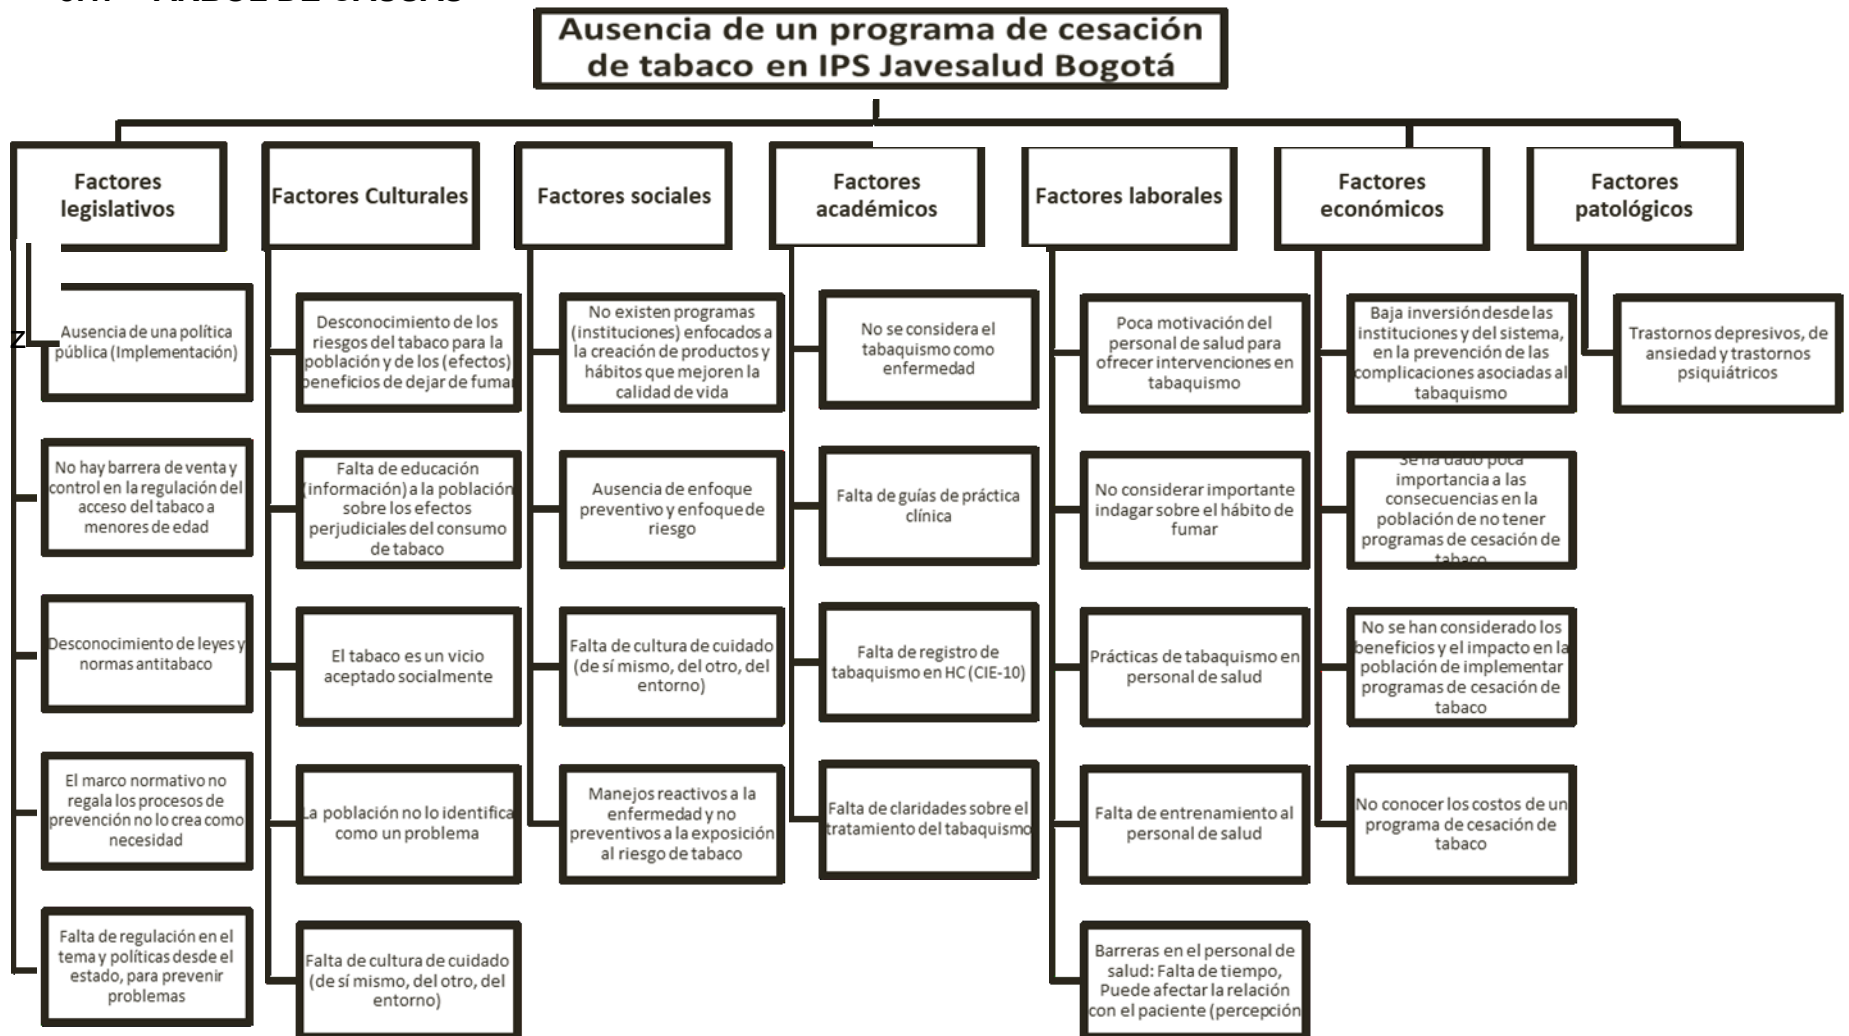 Ausencia de un programa de cesación
de tabaco en IPS Javesalud Bogotá
Factores
legislativos
Factores Culturales
Factores sociales
Factores
académicos
Factores laborales
Factores
económicos
Factores
patológicos
z
Ausencia de una política
pública (Implementación)
No hay barrera de venta y
control en la regulación del
acceso del tabaco a
menores de edad
Desconocimiento de leyes y
normas antitabaco
El marco normativo no
regala los procesos de
prevención no lo crea como
necesidad
Falta de regulación en el
tema y políticas desde el
estado, para prevenir
problemas
Desconocimiento de los
riesgos del tabaco para la
población y de los (efectos)
beneficios de dejar de fumar
Falta de educación
(información) a la población
sobre los efectos
perjudiciales del consumo
de tabaco
El tabaco es un vicio
aceptado socialmente
La población no lo identifica
como un problema
Falta de cultura de cuidado
(de sí mismo, del otro, del
entorno)
No existen programas
(instituciones) enfocados a
la creación de productos y
hábitos que mejoren la
calidad de vida
Ausencia de enfoque
preventivo y enfoque de
riesgo
Falta de cultura de cuidado
(de sí mismo, del otro, del
entorno)
Manejos reactivos a la
enfermedad y no
preventivos a la exposición
al riesgo de tabaco
No se considera el
tabaquismo como
enfermedad
Falta de guías de práctica
clínica
Falta de registro de
tabaquismo en HC (CIE-10)
Falta de claridades sobre el
tratamiento del tabaquismo
Poca motivación del
personal de salud para
ofrecer intervenciones en
tabaquismo
No considerar importante
indagar sobre el hábito de
fumar
Prácticas de tabaquismo en
personal de salud
Falta de entrenamiento al
personal de salud
Barreras en el personal de
salud: Falta de tiempo,
Puede afectar la relación
con el paciente (percepción
Baja inversión desde las
instituciones y del sistema,
en la prevención de las
complicaciones asociadas al
tabaquismo
Se ha dado poca
importancia a las
consecuencias en la
población de no tener
programas de cesación de
tabaco
No se han considerado los
beneficios y el impacto en la
población de implementar
programas de cesación de
tabaco
No conocer los costos de un
programa de cesación de
tabaco
Trastornos depresivos, de
ansiedad y trastornos
psiquiátricos